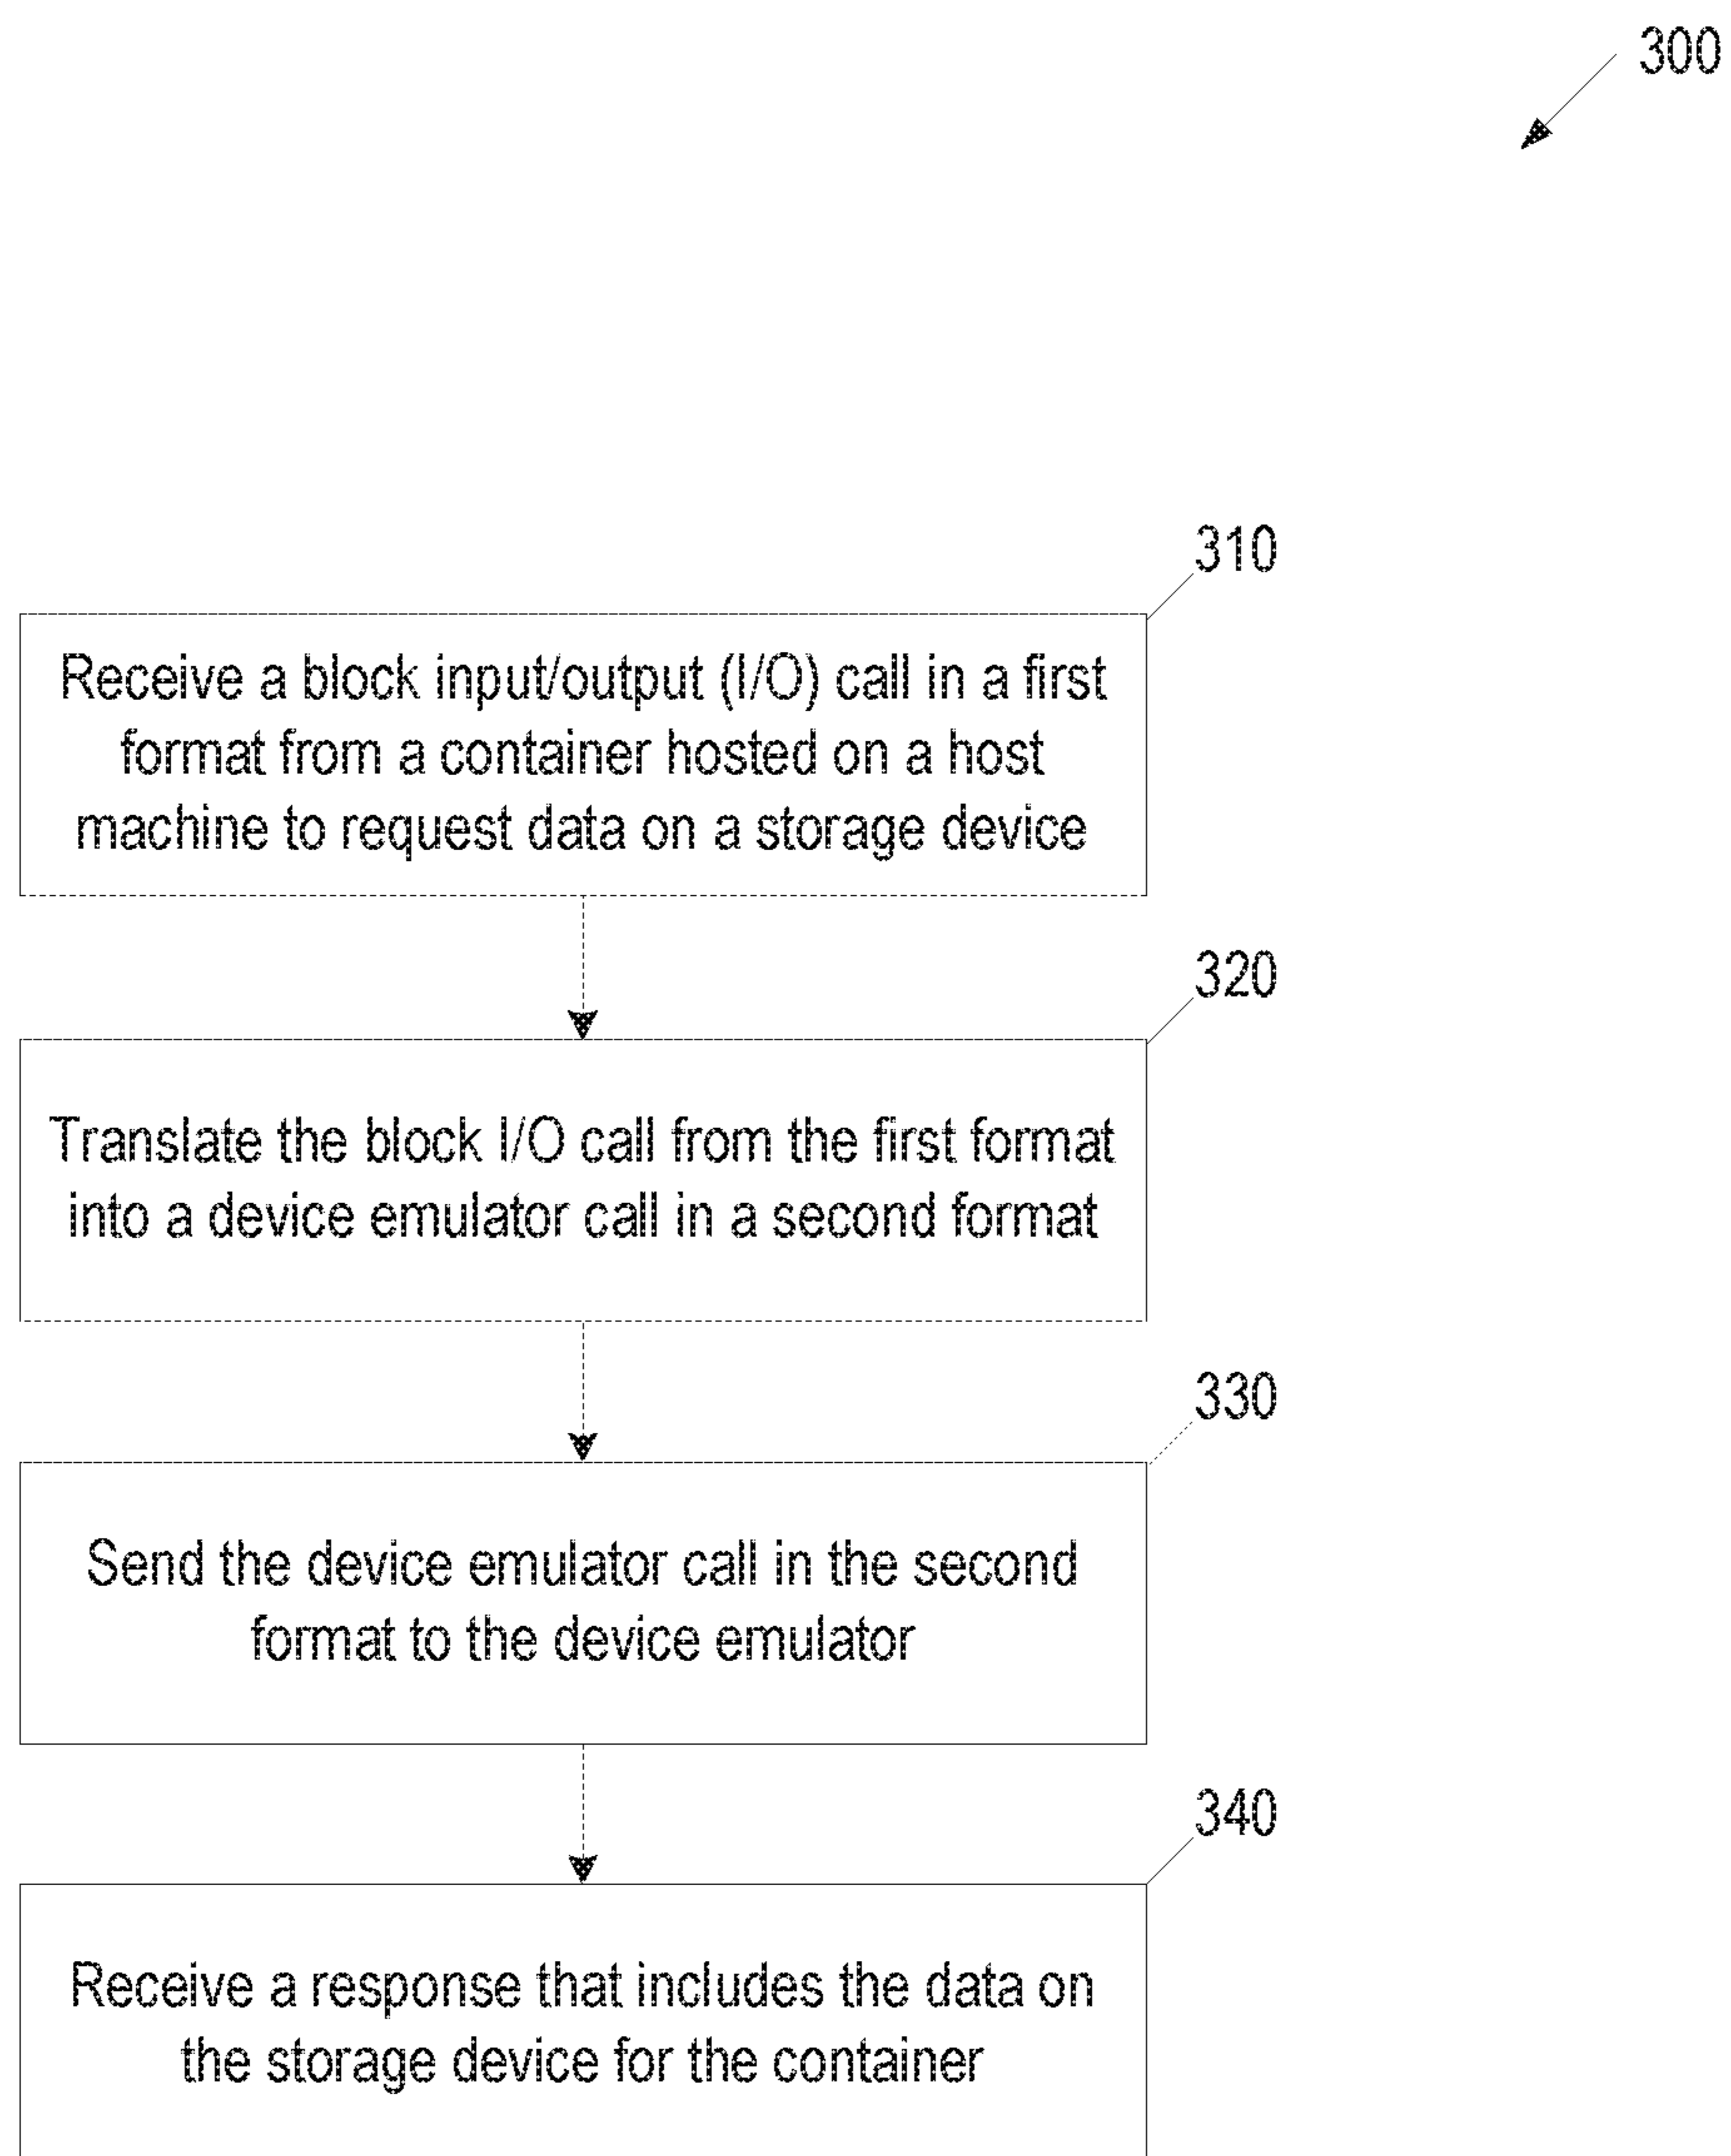 300
310
Receive a block input/output (I/O) call in a first
format from a container hosted on a host
machine to request data on a storage device
320
Translate the block I/O call from the first format
into a device emulator call in a second format
330
Send the device emulator call in the second
format to the device emulator
340
Receive a response that includes the data on
the storage device for the container